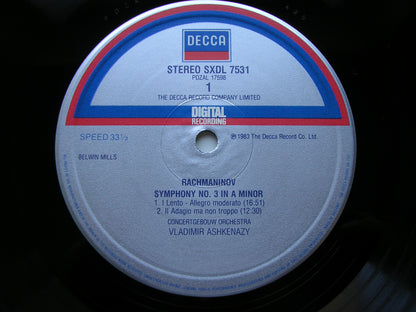 DECCA
STEREO SXDL 7531
PDZAL 17598
1
THE DECCA RECORD COMPANY LIMITED
DIGITAL
RECORDING
SPEED 33⅓
℗ 1983 The Decca Record Co. Ltd.
BELWIN MILLS
RACHMANINOV
SYMPHONY NO. 3 IN A MINOR
1. I Lento - Allegro moderato (16:51)
2. II Adagio ma non troppo (12:30)
CONCERTGEBOUW ORCHESTRA
VLADIMIR ASHKENAZY